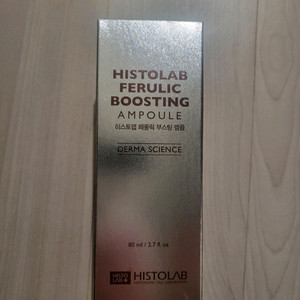 HISTOLAB
FERULIC
BOOSTING
AMPOULE
히스토랩 페룰릭 부스팅 앰플
DERMA SCIENCE
80 ml / 2.7 fl.oz
HISTOLAB